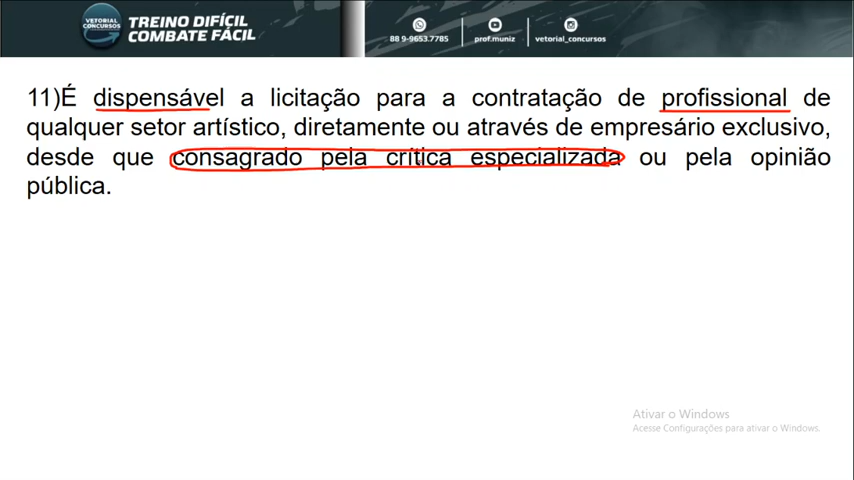 VETORIAL
CONCURSOS
TREINO DIFÍCIL
COMBATE FÁCIL
88 9-9653.7785
prof.muniz
vetorial_concursos
11)É dispensável a licitação para a contratação de profissional de
qualquer setor artístico, diretamente ou através de empresário exclusivo,
desde que consagrado pela crítica especializada ou pela opinião
pública.
Ativar o Windows
Acesse Configurações para ativar o Windows.